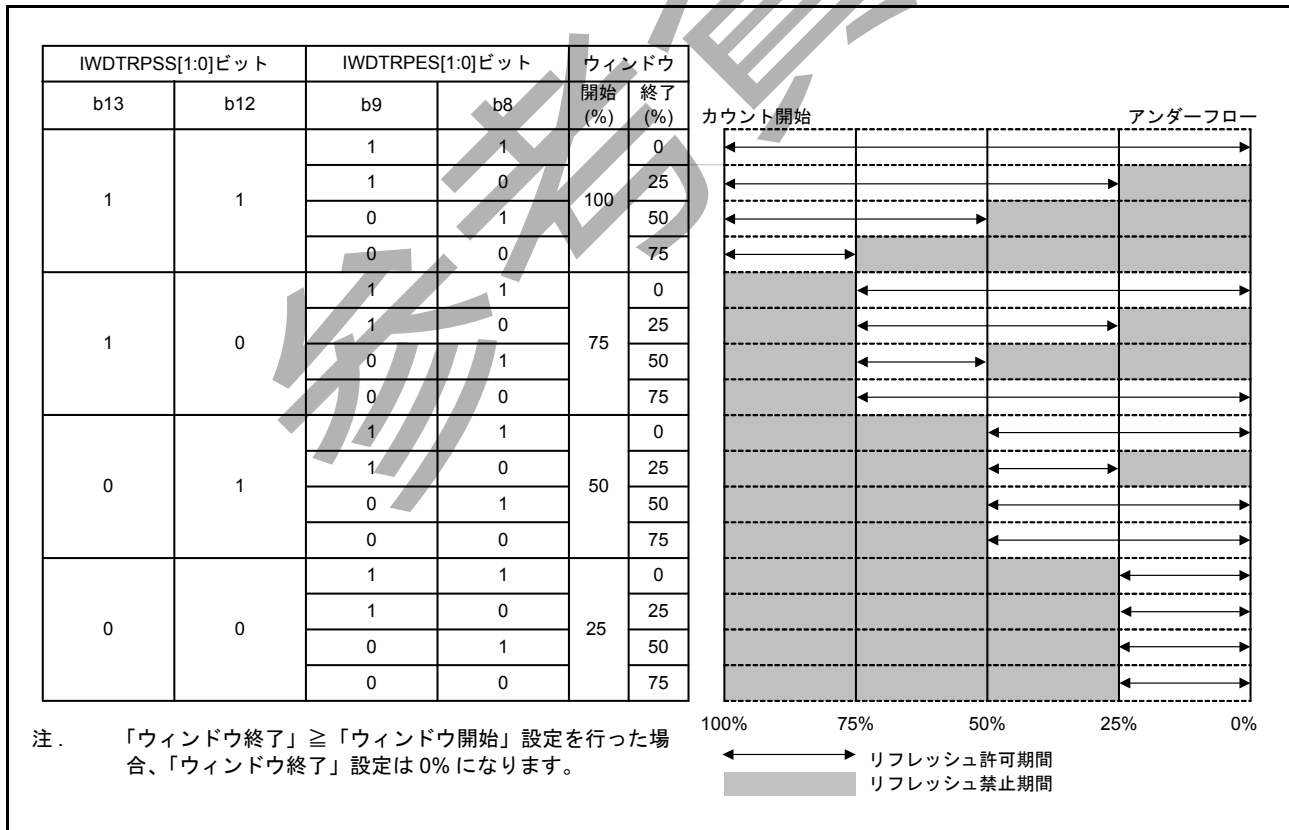 IWDTRPSS[1:0]ビット IWDTRPES[1:0]ビット ウィンドウ
b13 b12 b9 b8 開始(%) 終了(%)
1 1 100
1 1 0
1 0 25
0 1 50
0 0 75
1 0 75
1 1 0
1 0 25
0 1 50
0 0 75
0 1 50
1 1 0
1 0 25
0 1 50
0 0 75
0 0 25
1 1 0
1 0 25
0 1 50
0 0 75
カウント開始 アンダーフロー
100% 75% 50% 25% 0%
リフレッシュ許可期間
リフレッシュ禁止期間
注. 「ウィンドウ終了」≧「ウィンドウ開始」設定を行った場
合、「ウィンドウ終了」設定は0%になります。
参考